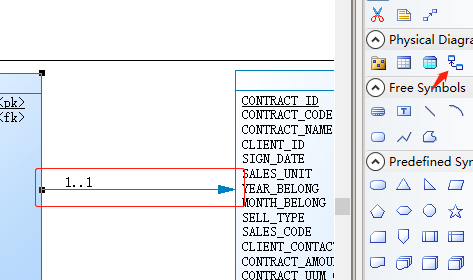 Physical Diagra
<pk>
<fk>
Free Symbols
CONTRACT_ID
CONTRACT_CODE
CONTRACT_NAME
CLIENT_ID
SIGN_DATE
SALES_UNIT
YEAR_BELONG
MONTH_BELONG
SELL_TYPE
SALES_CODE
CLIENT_CONTAC
CONTRACT_AMOU
1..1
Predefined Sym